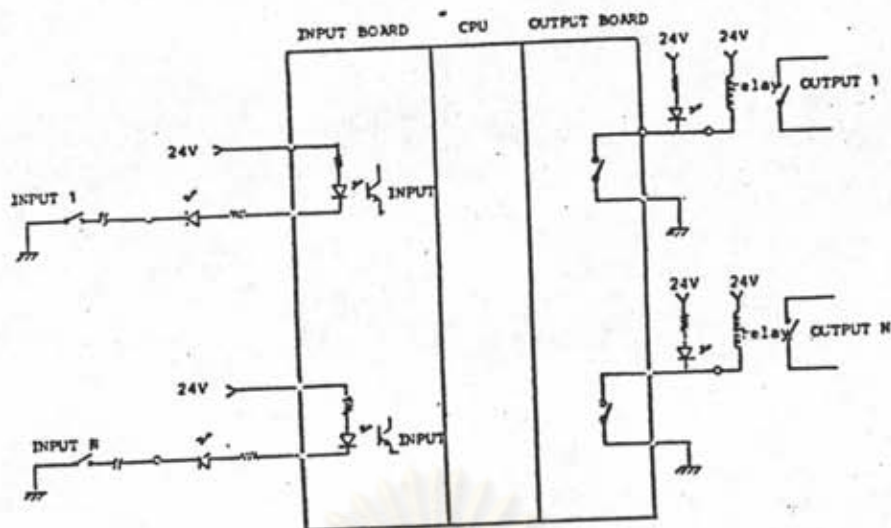 INPUT BOARD CPU OUTPUT BOARD
24V 24V
relay OUTPUT 1
24V
INPUT 1
INPUT
24V 24V
relay OUTPUT N
24V
INPUT N
INPUT